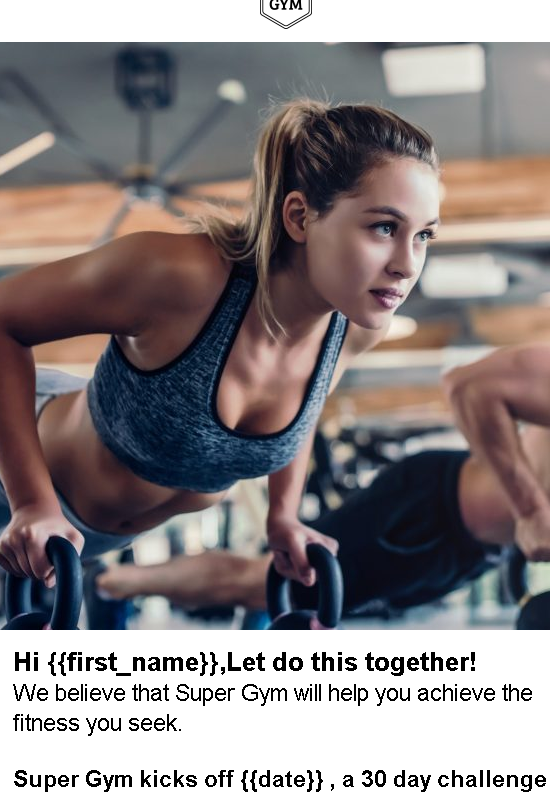 GYM
Hi {{first_name}},Let do this together!
We believe that Super Gym will help you achieve the
fitness you seek.
Super Gym kicks off {{date}} , a 30 day challenge